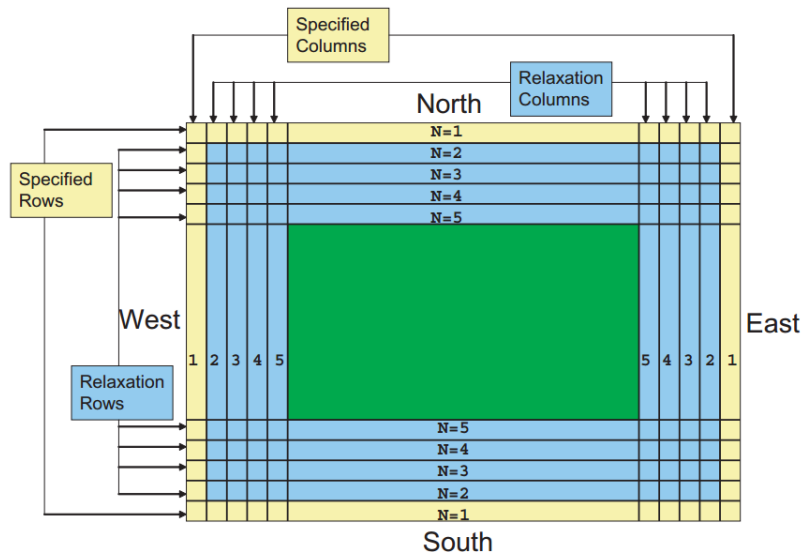 Specified
Columns
Relaxation
Columns
North
N=1
N=2
N=3
N=4
N=5
Specified
Rows
West
East
1 2 3 4 5
5 4 3 2 1
Relaxation
Rows
N=5
N=4
N=3
N=2
N=1
South